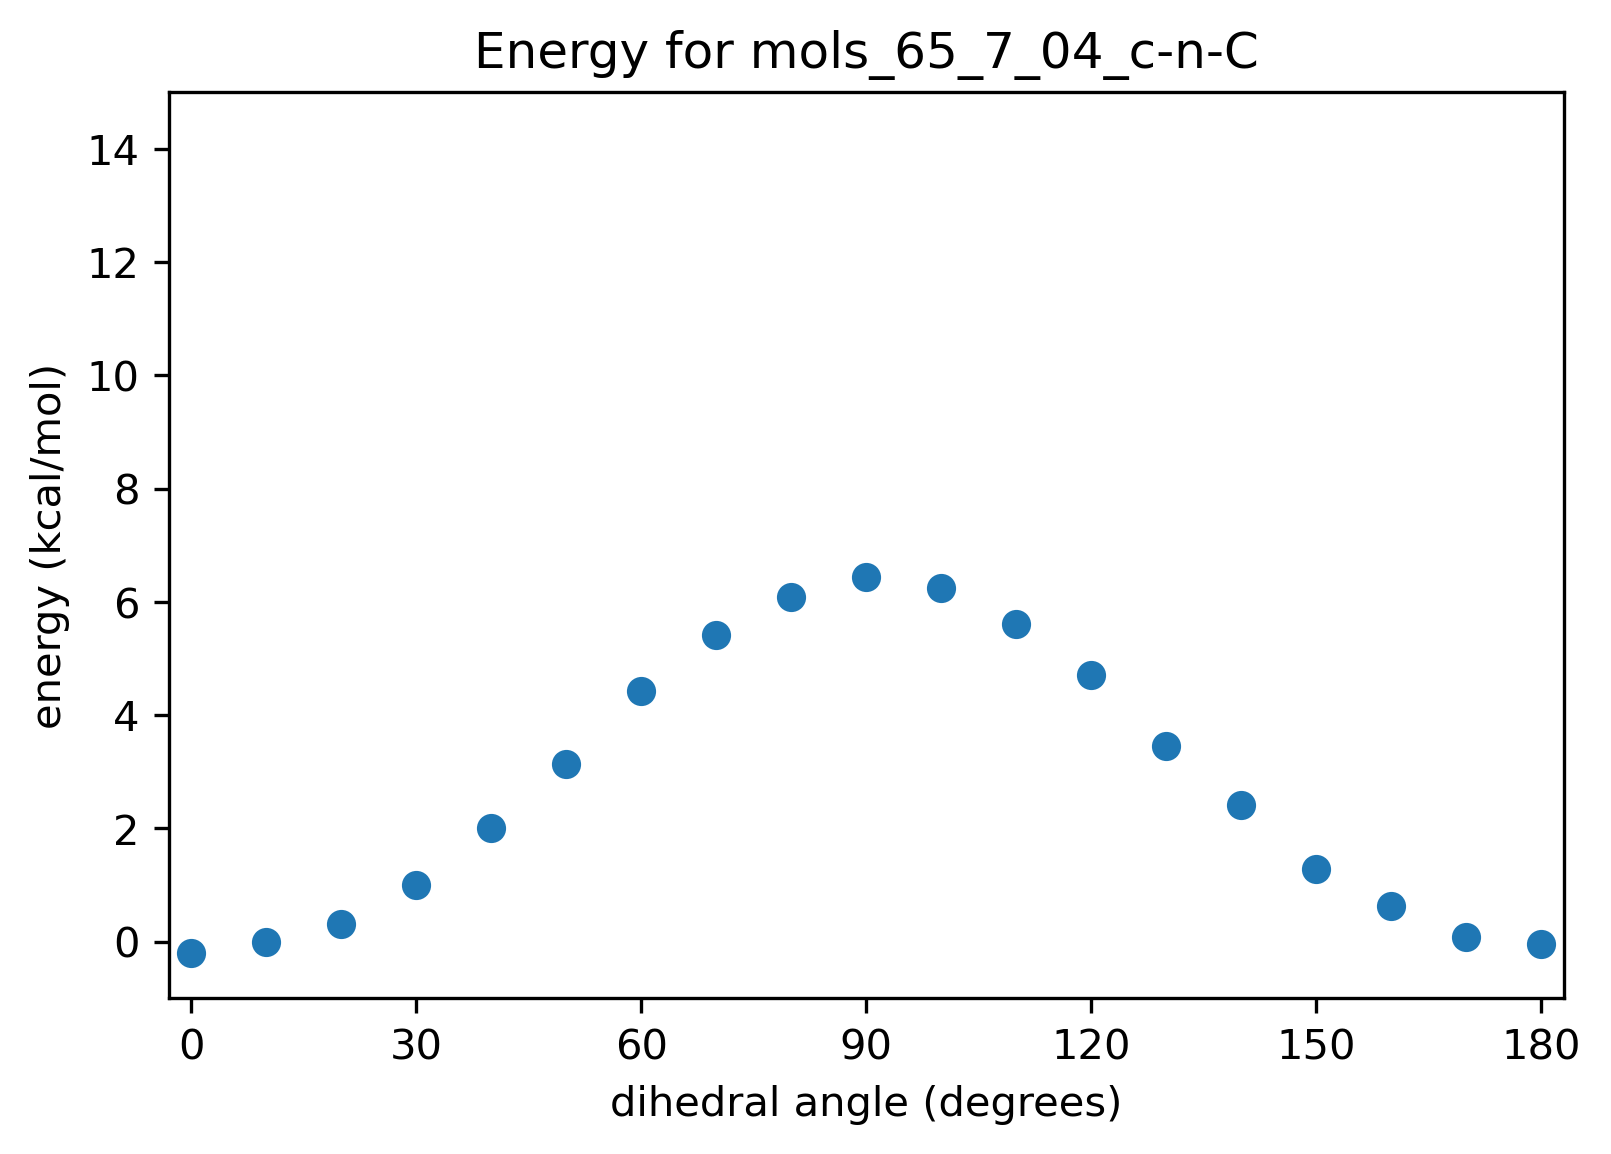 Energy for mols_65_7_04_c-n-C
14
12
10
8
6
4
2
0
energy (kcal/mol)
0 30 60 90 120 150 180
dihedral angle (degrees)